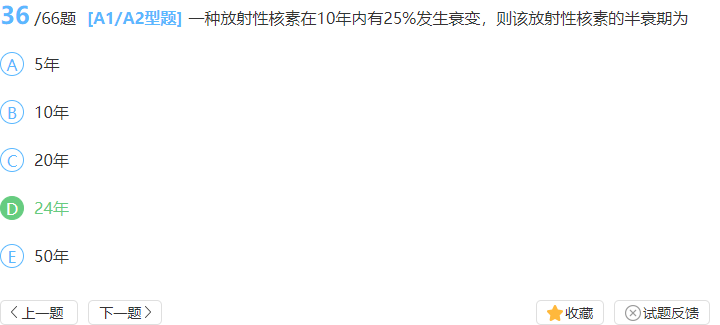 36 /66题 [A1/A2型题] 一种放射性核素在10年内有25%发生衰变，则该放射性核素的半衰期为
A 5年
B 10年
C 20年
D 24年
E 50年
上一题 下一题 收藏 试题反馈